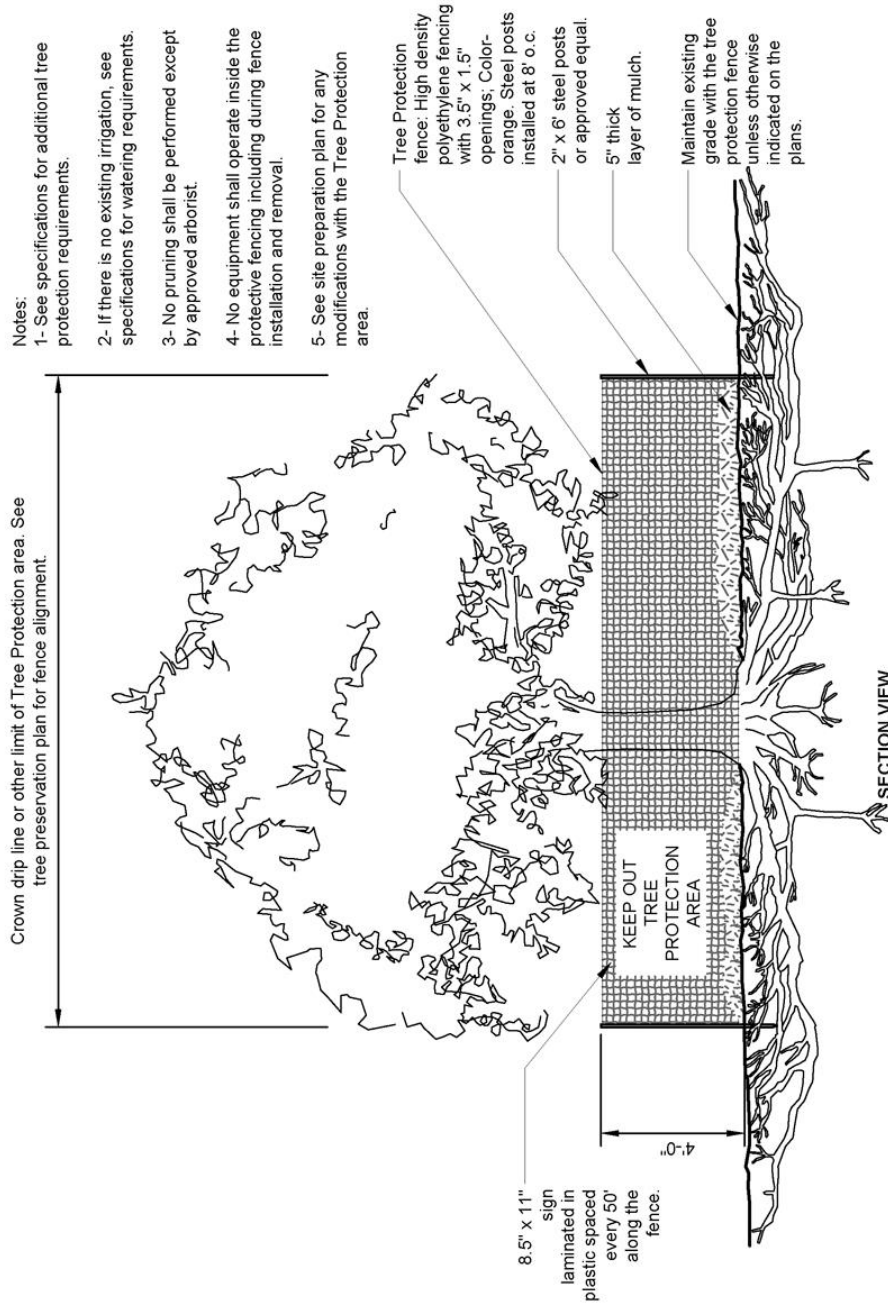 Crown drip line or other limit of Tree Protection area. See
tree preservation plan for fence alignment.
Notes:
1- See specifications for additional tree
protection requirements.
2- If there is no existing irrigation, see
specifications for watering requirements.
3- No pruning shall be performed except
by approved arborist.
4- No equipment shall operate inside the
protective fencing including during fence
installation and removal.
5- See site preparation plan for any
modifications with the Tree Protection
area.
Tree Protection
fence: High density
polyethylene fencing
with 3.5" x 1.5"
openings; Color-
orange. Steel posts
installed at 8' o.c.
2" x 6' steel posts
or approved equal.
5" thick
layer of mulch.
Maintain existing
grade with the tree
protection fence
unless otherwise
indicated on the
plans.
8.5" x 11"
sign
laminated in
plastic spaced
every 50'
along the
fence.
4'-0"
KEEP OUT
TREE
PROTECTION
AREA
SECTION VIEW